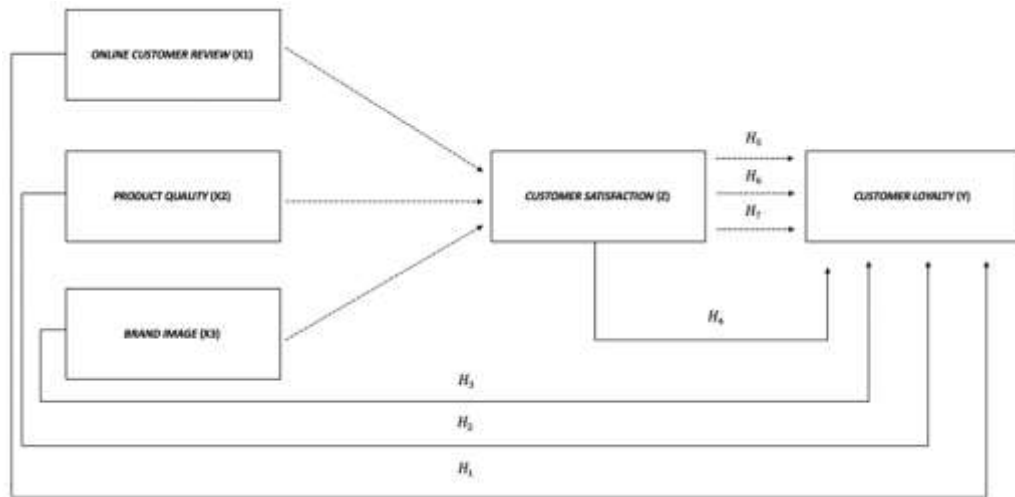 ONLINE CUSTOMER REVIEW (X1)
H₅
PRODUCT QUALITY (X2)
CUSTOMER SATISFACTION (Z)
H₆
CUSTOMER LOYALTY (Y)
H₇
BRAND IMAGE (X3)
H₄
H₃
H₂
H₁